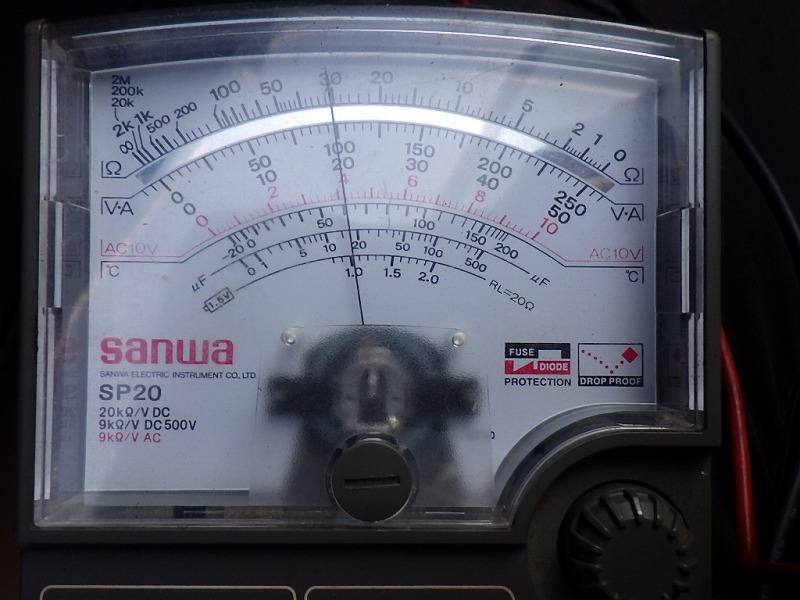 2M
200k
20k
2k 1k 500 200 100 50 30 20 10 5 2 1 0
∞
Ω Ω
0 50 100 150 200 250
0 10 20 30 40 50
V·A V·A
0 2 4 6 8 10
AC10V AC10V
-20 0 50 100 150 200
°C °C
μF 0 1 5 10 20 50 100 500 μF
1.5V 1.0 1.5 2.0 RL=20Ω
sanwa
SANWA ELECTRIC INSTRUMENT CO., LTD
SP20
20kΩ/V DC
9kΩ/V DC500V
9kΩ/V AC
FUSE
DIODE
PROTECTION
DROP PROOF